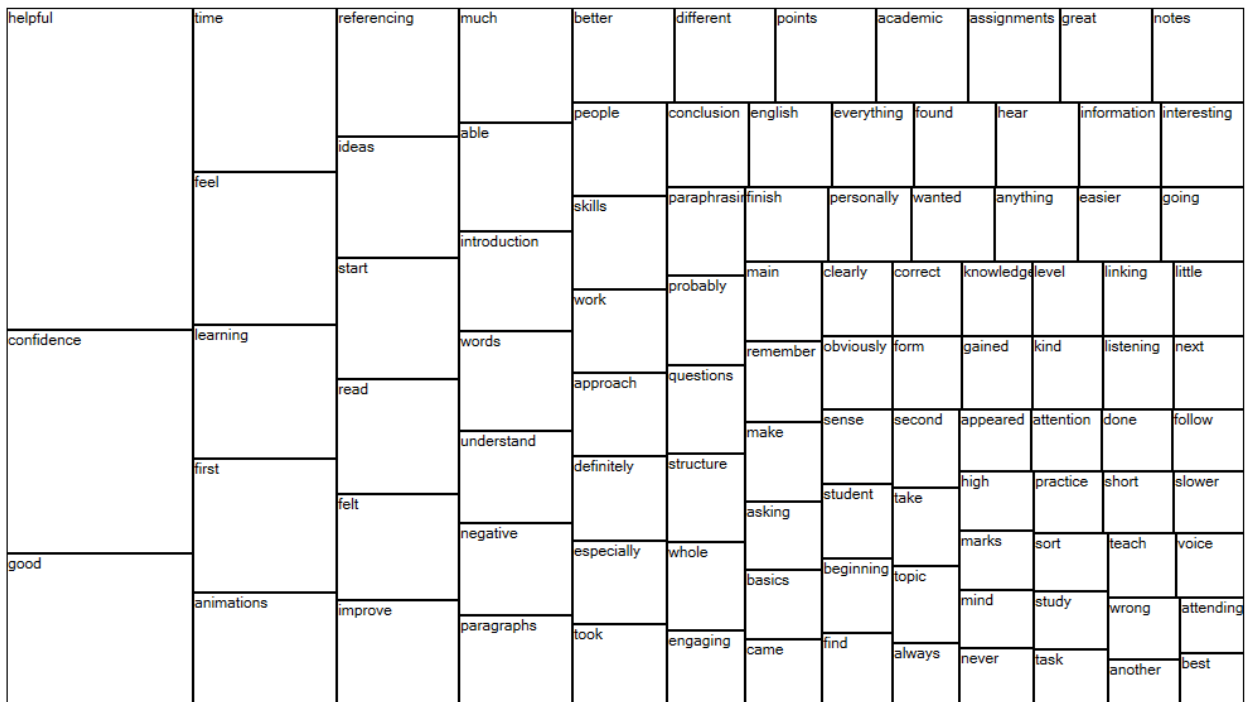 helpful
confidence
good
time
feel
learning
first
animations
referencing
ideas
start
read
felt
improve
much
able
introduction
words
understand
negative
paragraphs
better
different
points
academic
assignments
great
notes
people
skills
work
approach
definitely
especially
took
conclusion
english
everything
found
hear
information
interesting
paraphrasin
probably
questions
structure
whole
engaging
finish
personally
wanted
anything
easier
going
main
remember
make
asking
basics
came
clearly
correct
knowledge
level
linking
little
obviously
form
gained
kind
listening
next
sense
student
beginning
find
second
take
topic
always
appeared
attention
done
follow
high
marks
mind
never
practice
short
slower
sort
study
task
teach
voice
wrong
another
attending
best